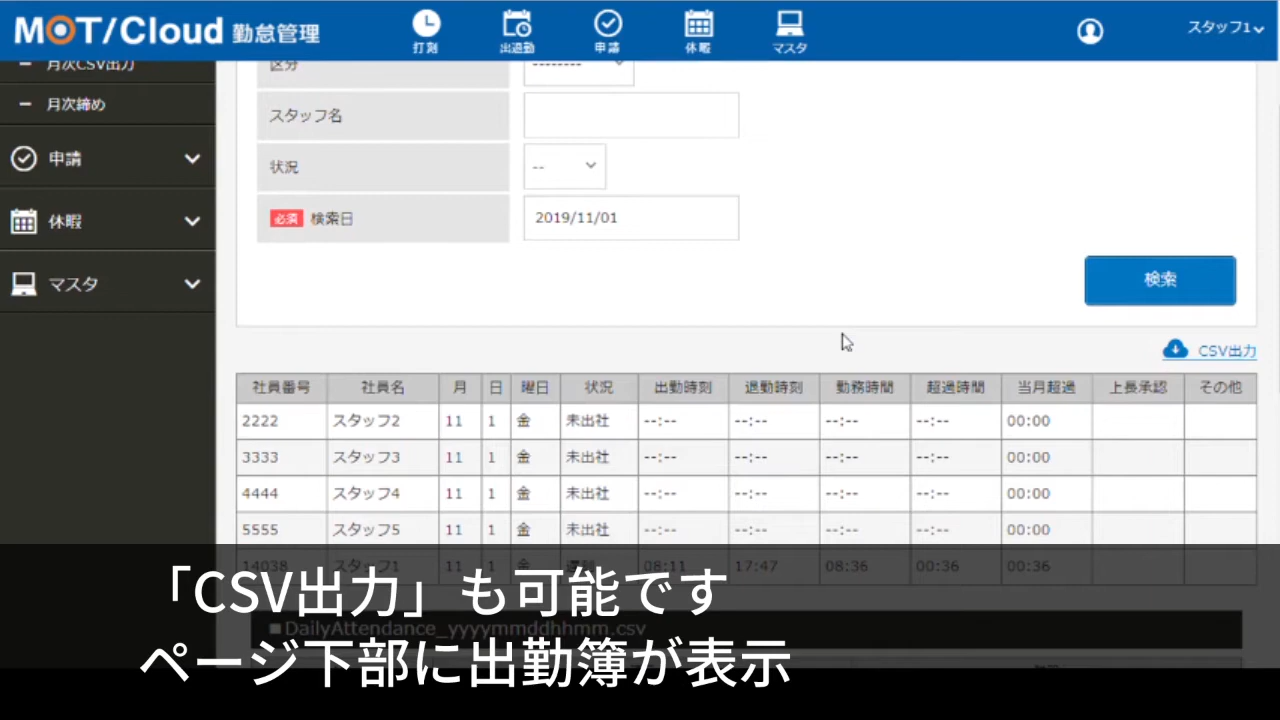 MOT/Cloud 勤怠管理
打刻
出退勤
申請
休暇
マスタ
スタッフ1
月次CSV出力
月次締め
申請
休暇
マスタ
区分
--------
スタッフ名
状況
--
必須 検索日
2019/11/01
検索
CSV出力
社員番号 社員名 月 日 曜日 状況 出勤時刻 退勤時刻 勤務時間 超過時間 当月超過 上長承認 その他
2222 スタッフ2 11 1 金 未出社 --:-- --:-- --:-- --:-- 00:00
3333 スタッフ3 11 1 金 未出社 --:-- --:-- --:-- --:-- 00:00
4444 スタッフ4 11 1 金 未出社 --:-- --:-- --:-- --:-- 00:00
5555 スタッフ5 11 1 金 未出社 --:-- --:-- --:-- --:-- 00:00
14038 スタッフ1 11 1 金 08:11 17:47 08:36 00:36 00:36
「CSV出力」も可能です
■DailyAttendance_yyyymmddhhmm.csv
ページ下部に出勤簿が表示